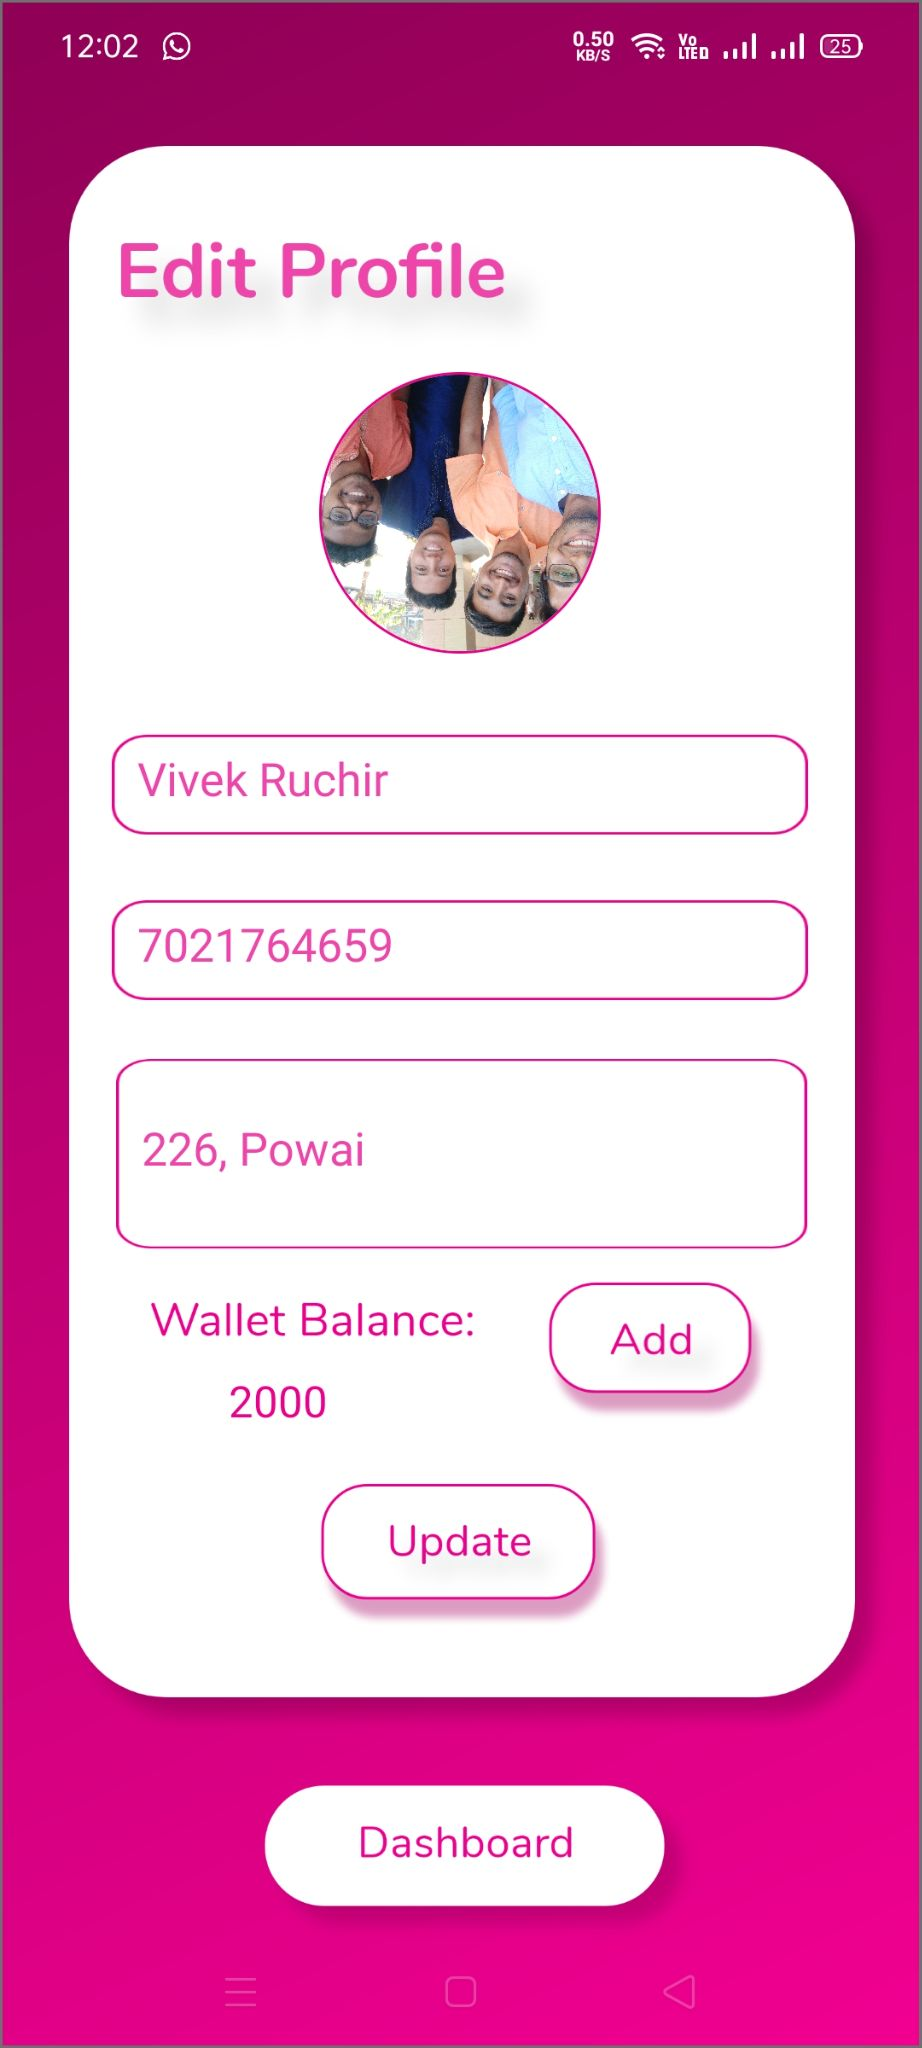 12:02
0.50
KB/S
Vo
LTE
25
Edit Profile
Vivek Ruchir
7021764659
226, Powai
Wallet Balance:
Add
2000
Update
Dashboard